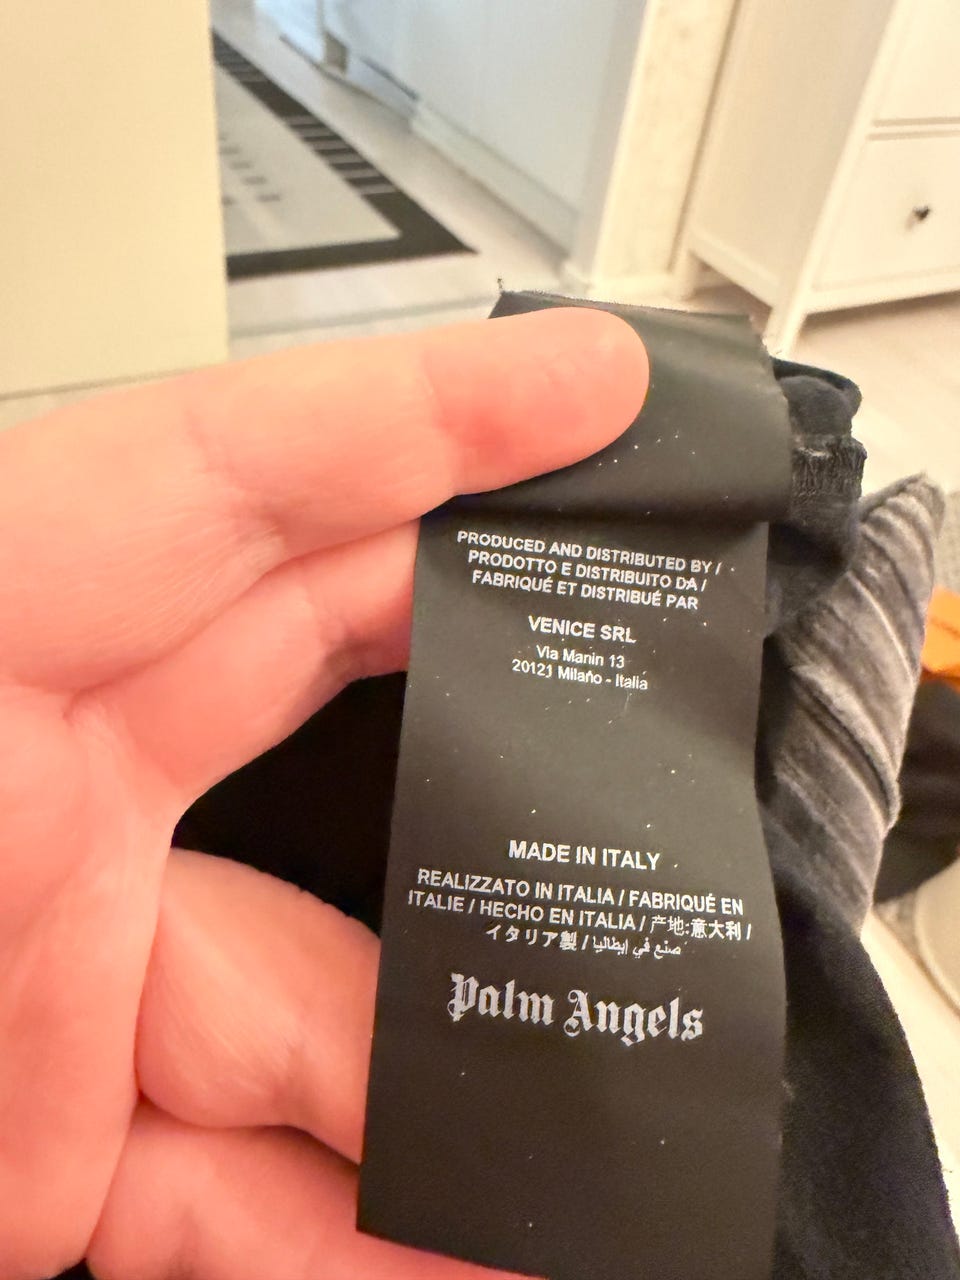 PRODUCED AND DISTRIBUTED BY /
PRODOTTO E DISTRIBUITO DA /
FABRIQUÉ ET DISTRIBUÉ PAR
VENICE SRL
Via Manin 13
20121 Milano - Italia
MADE IN ITALY
REALIZZATO IN ITALIA / FABRIQUÉ EN
ITALIE / HECHO EN ITALIA / 产地:意大利 /
イタリア製 / صنع في إيطاليا
Palm Angels